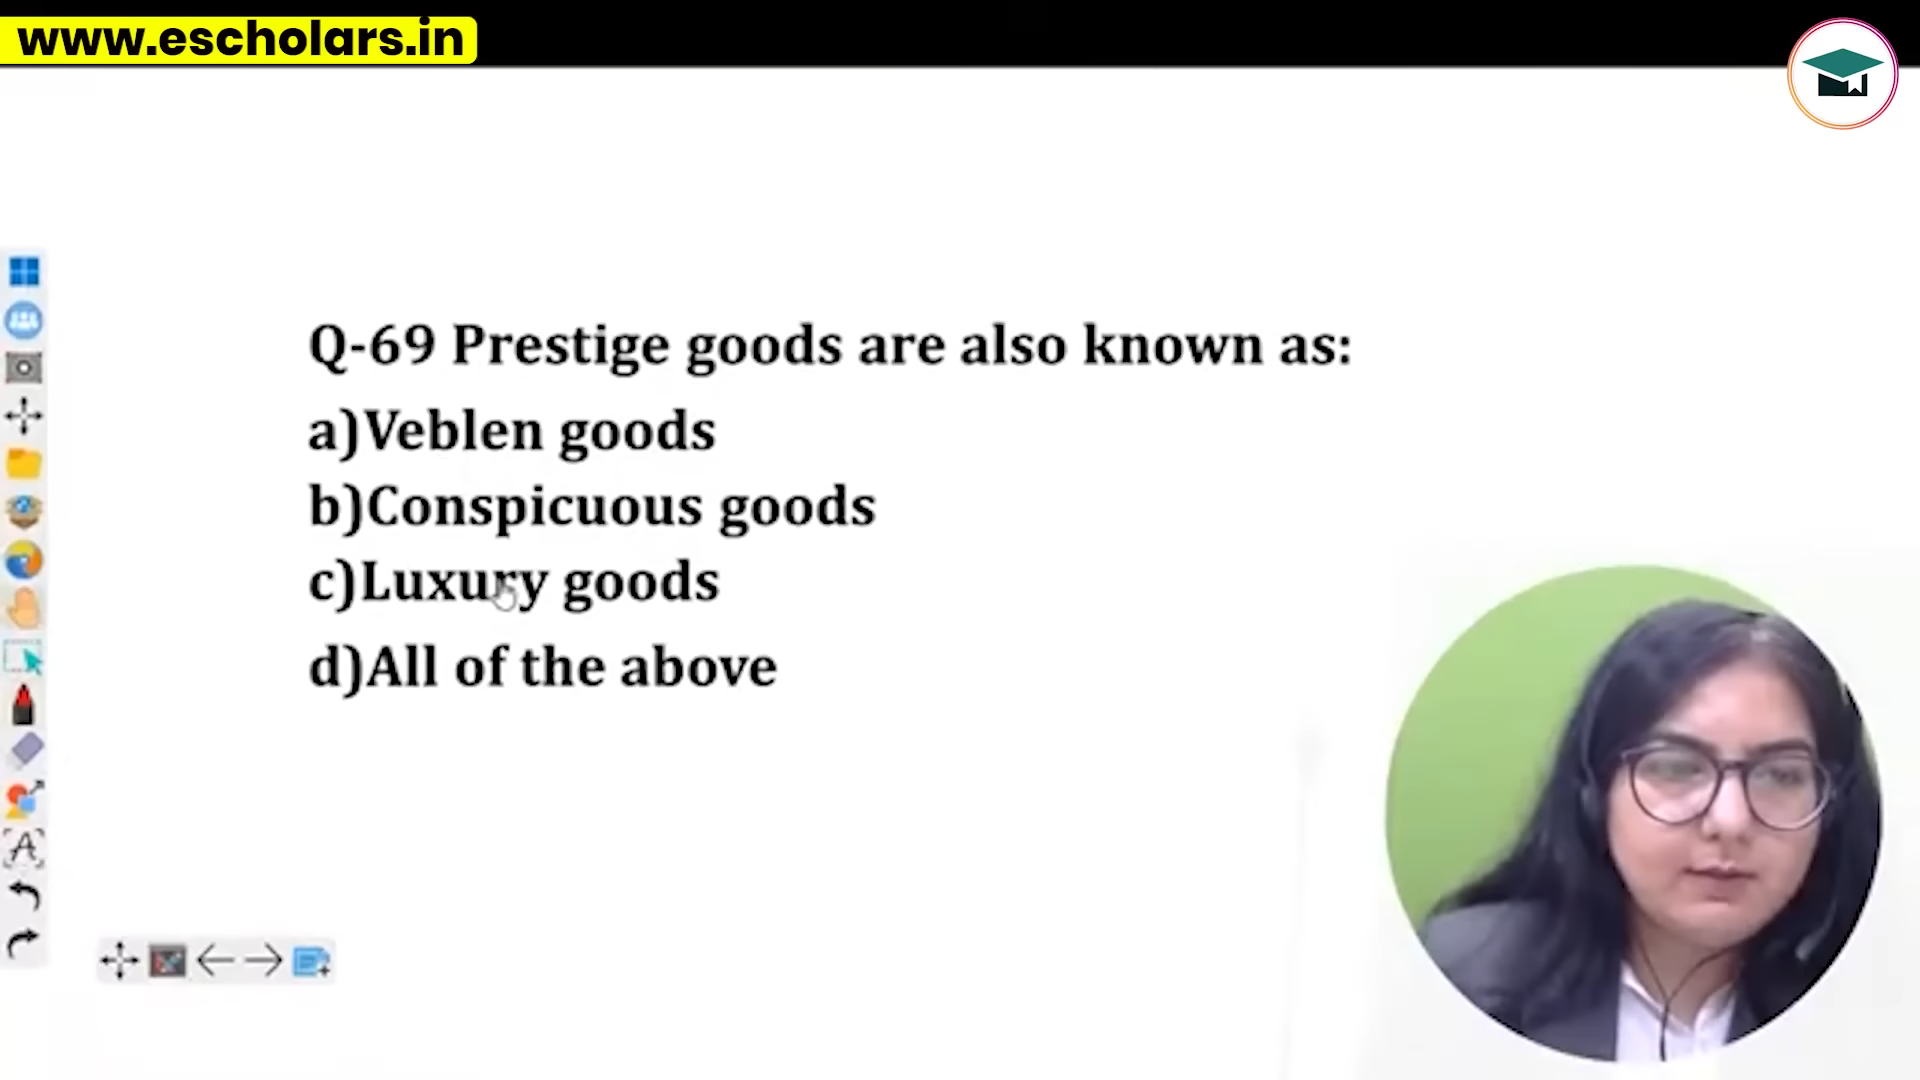 www.escholars.in
Q-69 Prestige goods are also known as:
a)Veblen goods
b)Conspicuous goods
c)Luxury goods
d)All of the above